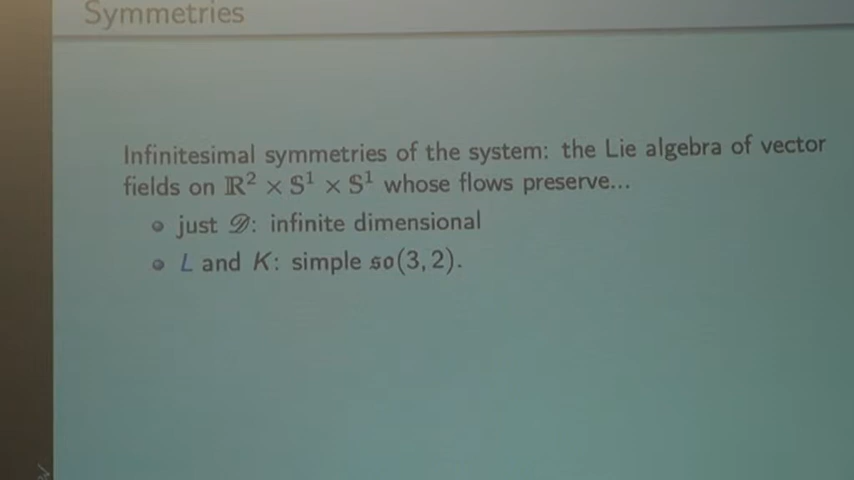 Symmetries
Infinitesimal symmetries of the system: the Lie algebra of vector
fields on ℝ² × 𝕊¹ × 𝕊¹ whose flows preserve...
just 𝒟: infinite dimensional
L and K: simple 𝔰𝔬(3, 2).